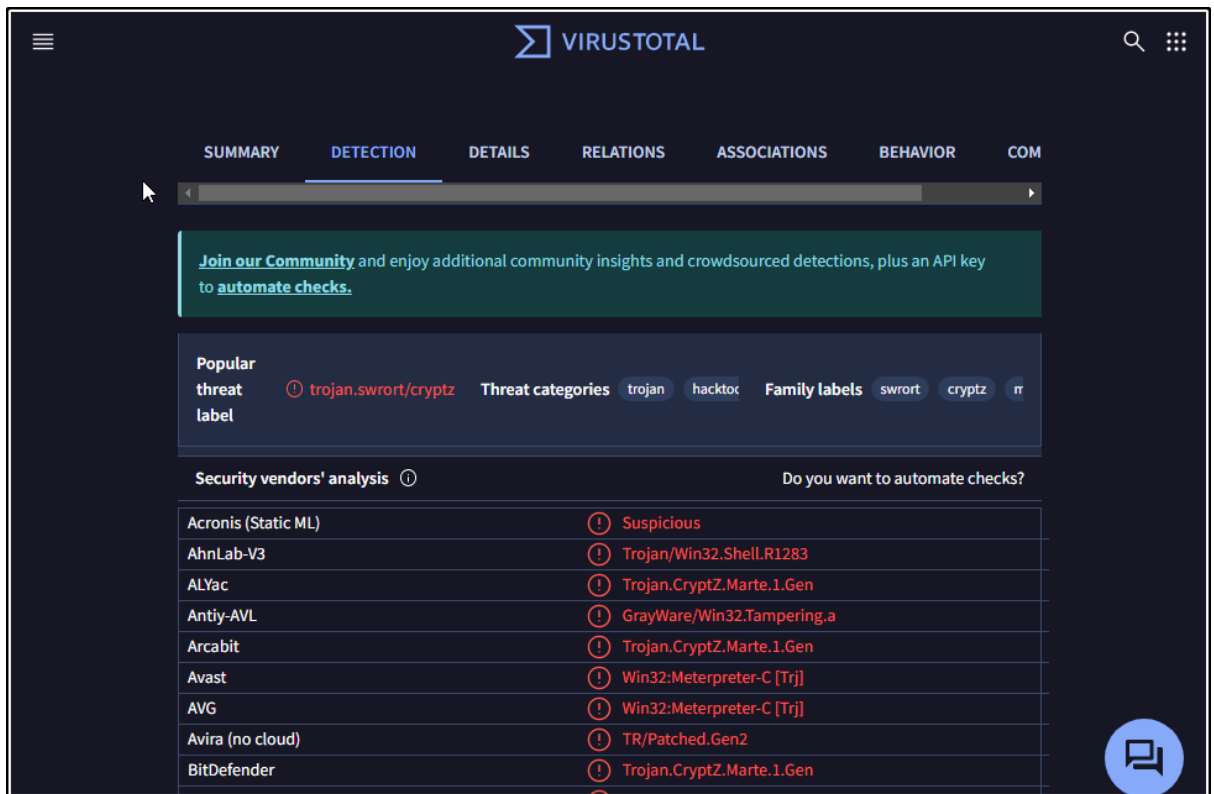 VIRUSTOTAL
SUMMARY DETECTION DETAILS RELATIONS ASSOCIATIONS BEHAVIOR COM
Join our Community and enjoy additional community insights and crowdsourced detections, plus an API key
to automate checks.
Popular
threat
label
trojan.swrort/cryptz Threat categories trojan hacktoo Family labels swrort cryptz m
Security vendors' analysis Do you want to automate checks?
Acronis (Static ML) Suspicious
AhnLab-V3 Trojan/Win32.Shell.R1283
ALYac Trojan.CryptZ.Marte.1.Gen
Antiy-AVL GrayWare/Win32.Tampering.a
Arcabit Trojan.CryptZ.Marte.1.Gen
Avast Win32:Meterpreter-C [Trj]
AVG Win32:Meterpreter-C [Trj]
Avira (no cloud) TR/Patched.Gen2
BitDefender Trojan.CryptZ.Marte.1.Gen